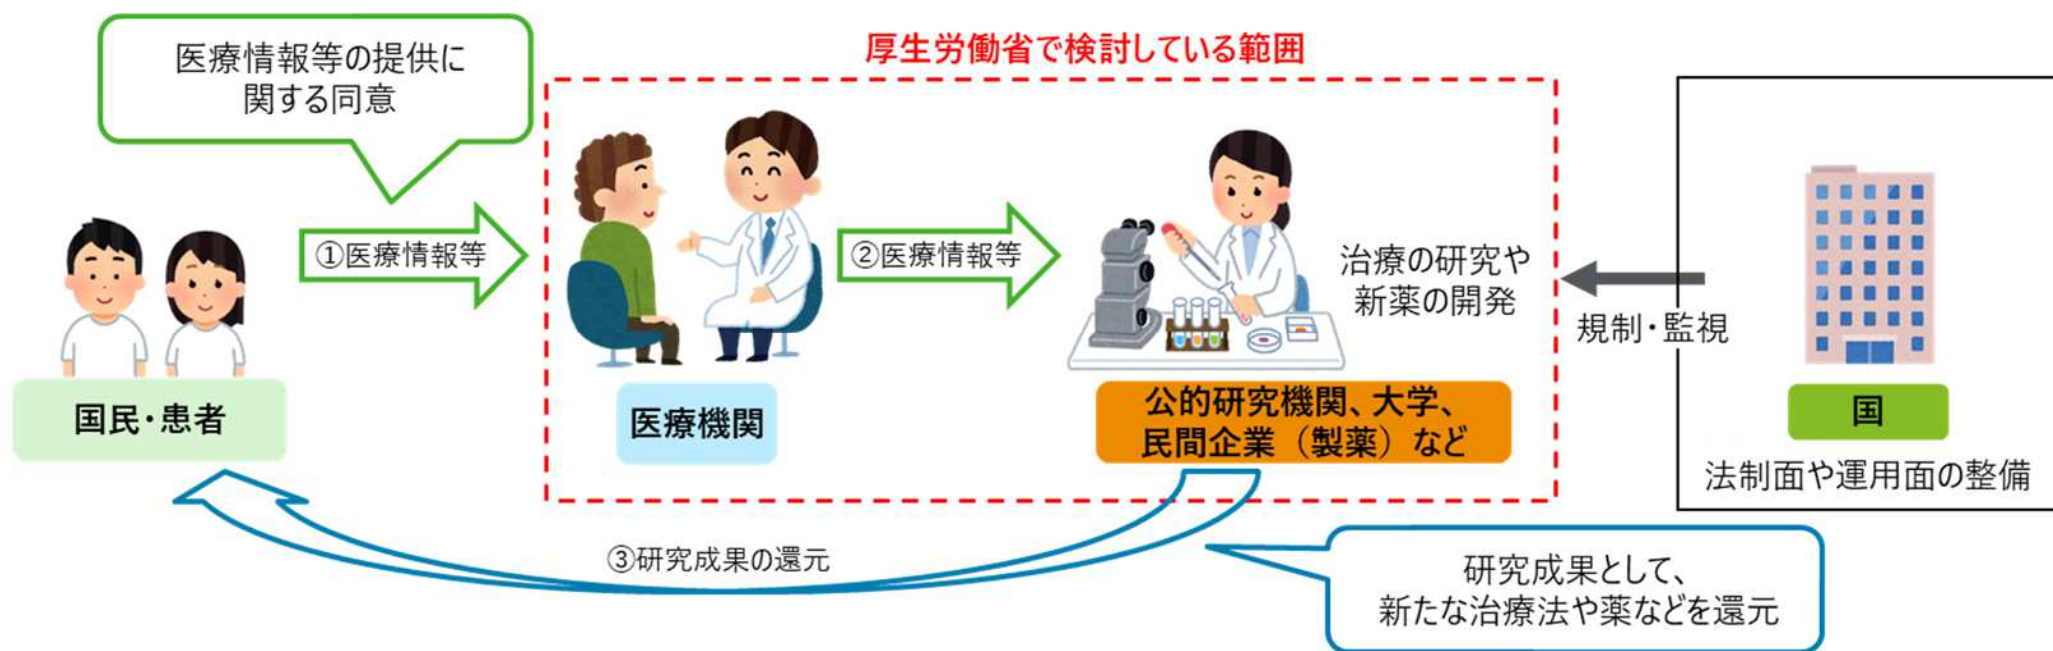 医療情報等の提供に
関する同意
厚生労働省で検討している範囲
①医療情報等
②医療情報等
治療の研究や
新薬の開発
規制・監視
国民・患者
医療機関
公的研究機関、大学、
民間企業（製薬）など
国
法制面や運用面の整備
③研究成果の還元
研究成果として、
新たな治療法や薬などを還元